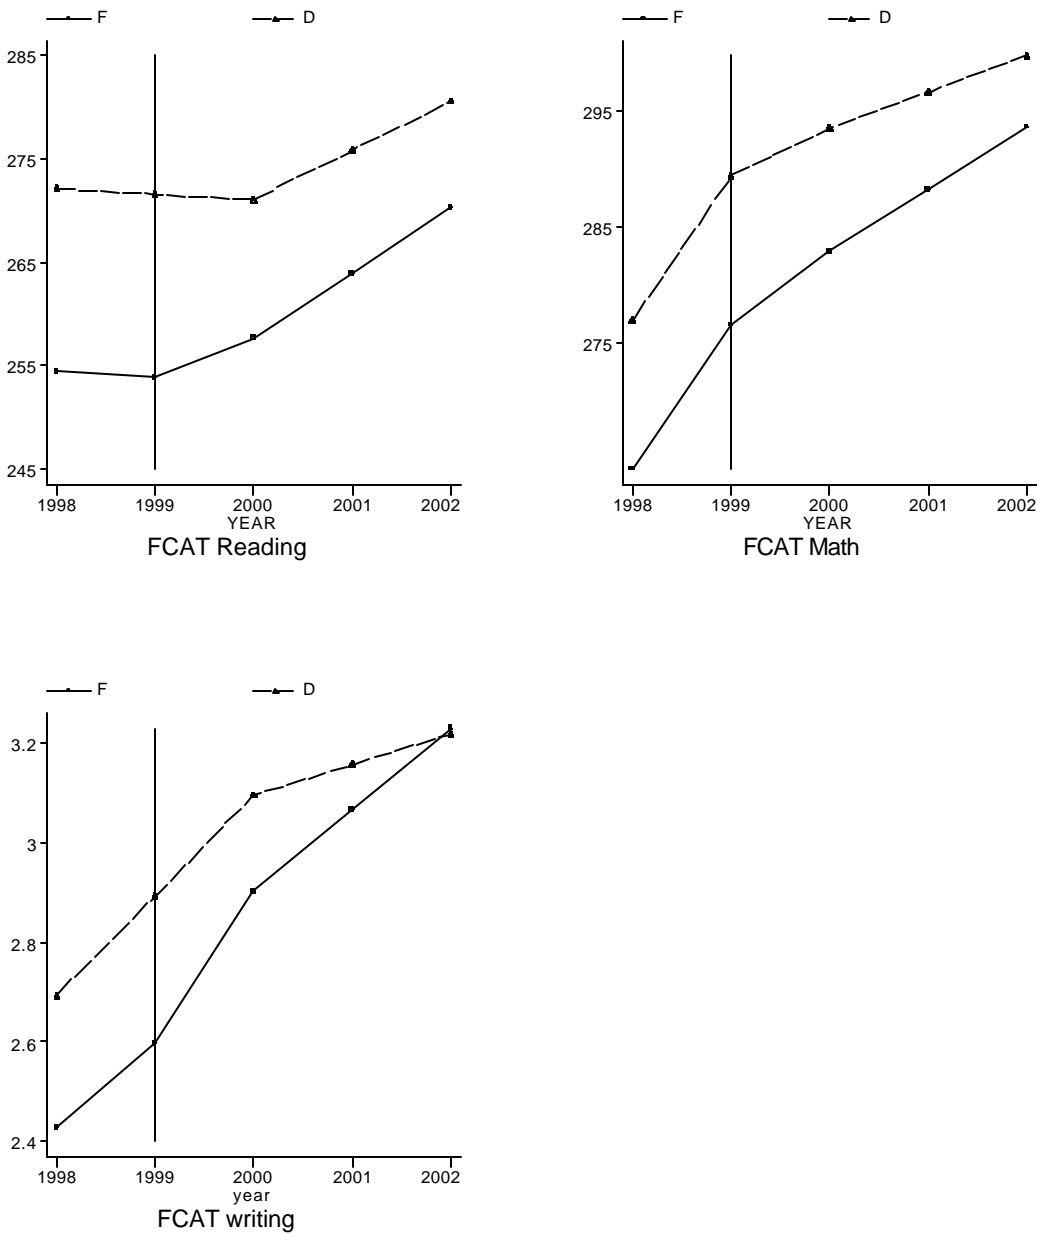 F D
285
275
265
255
245
1998 1999 2000 2001 2002
YEAR
FCAT Reading
F D
295
285
275
1998 1999 2000 2001 2002
YEAR
FCAT Math
F D
3.2
3
2.8
2.6
2.4
1998 1999 2000 2001 2002
year
FCAT writing